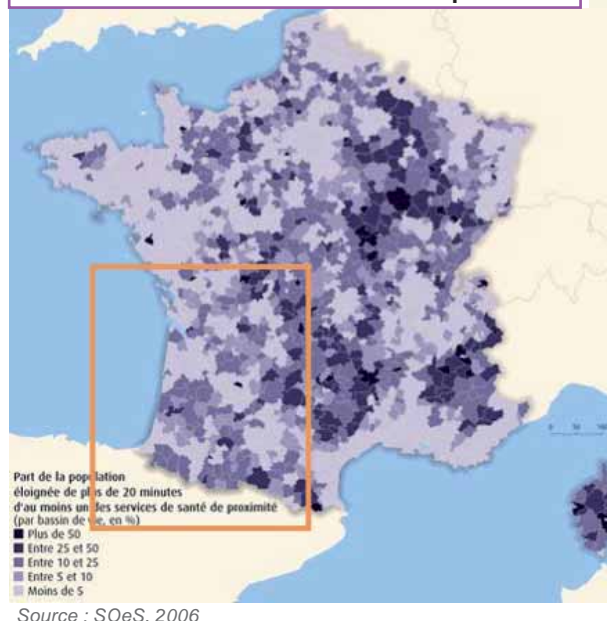 Part de la population
éloignée de plus de 20 minutes
d'au moins un des services de santé de proximité
(par bassin de vie, en %)
Plus de 50
Entre 25 et 50
Entre 10 et 25
Entre 5 et 10
Moins de 5
Source : SOeS, 2006